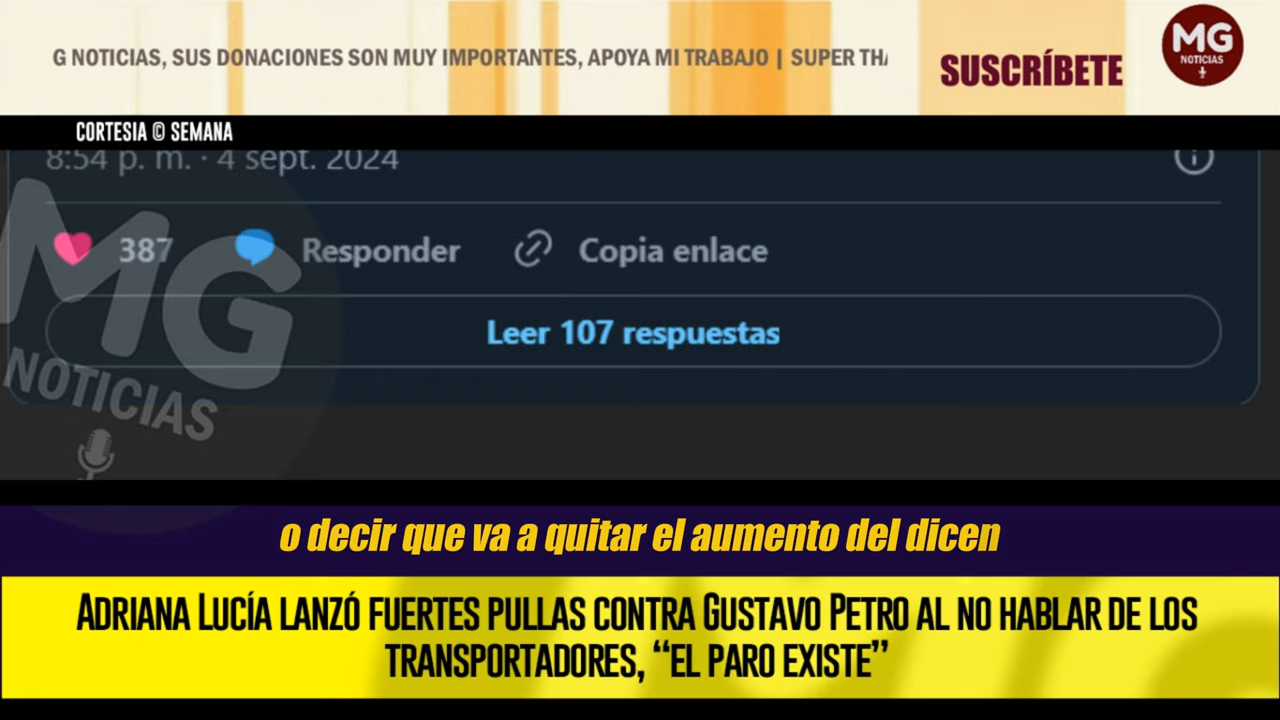 G NOTICIAS, SUS DONACIONES SON MUY IMPORTANTES, APOYA MI TRABAJO | SUPER THA
SUSCRÍBETE
MG
NOTICIAS
CORTESIA © SEMANA
8:54 p. m. · 4 sept. 2024
387 Responder Copia enlace
Leer 107 respuestas
MG
NOTICIAS
o decir que va a quitar el aumento del dicen
ADRIANA LUCÍA LANZÓ FUERTES PULLAS CONTRA GUSTAVO PETRO AL NO HABLAR DE LOS
TRANSPORTADORES, “EL PARO EXISTE”